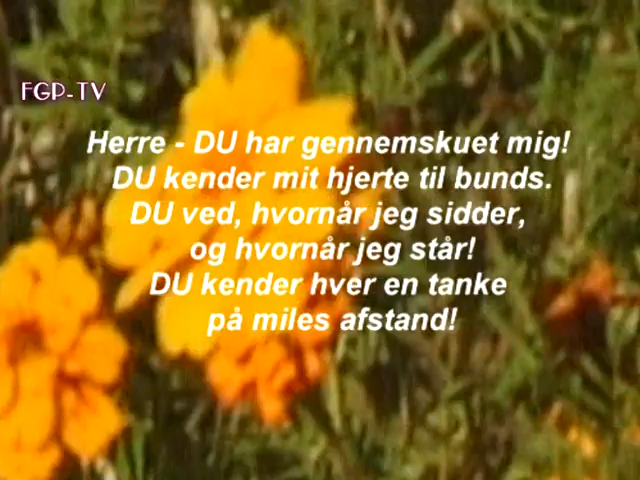 FGP-TV
Herre - DU har gennemskuet mig!
DU kender mit hjerte til bunds.
DU ved, hvornår jeg sidder,
og hvornår jeg står!
DU kender hver en tanke
på miles afstand!